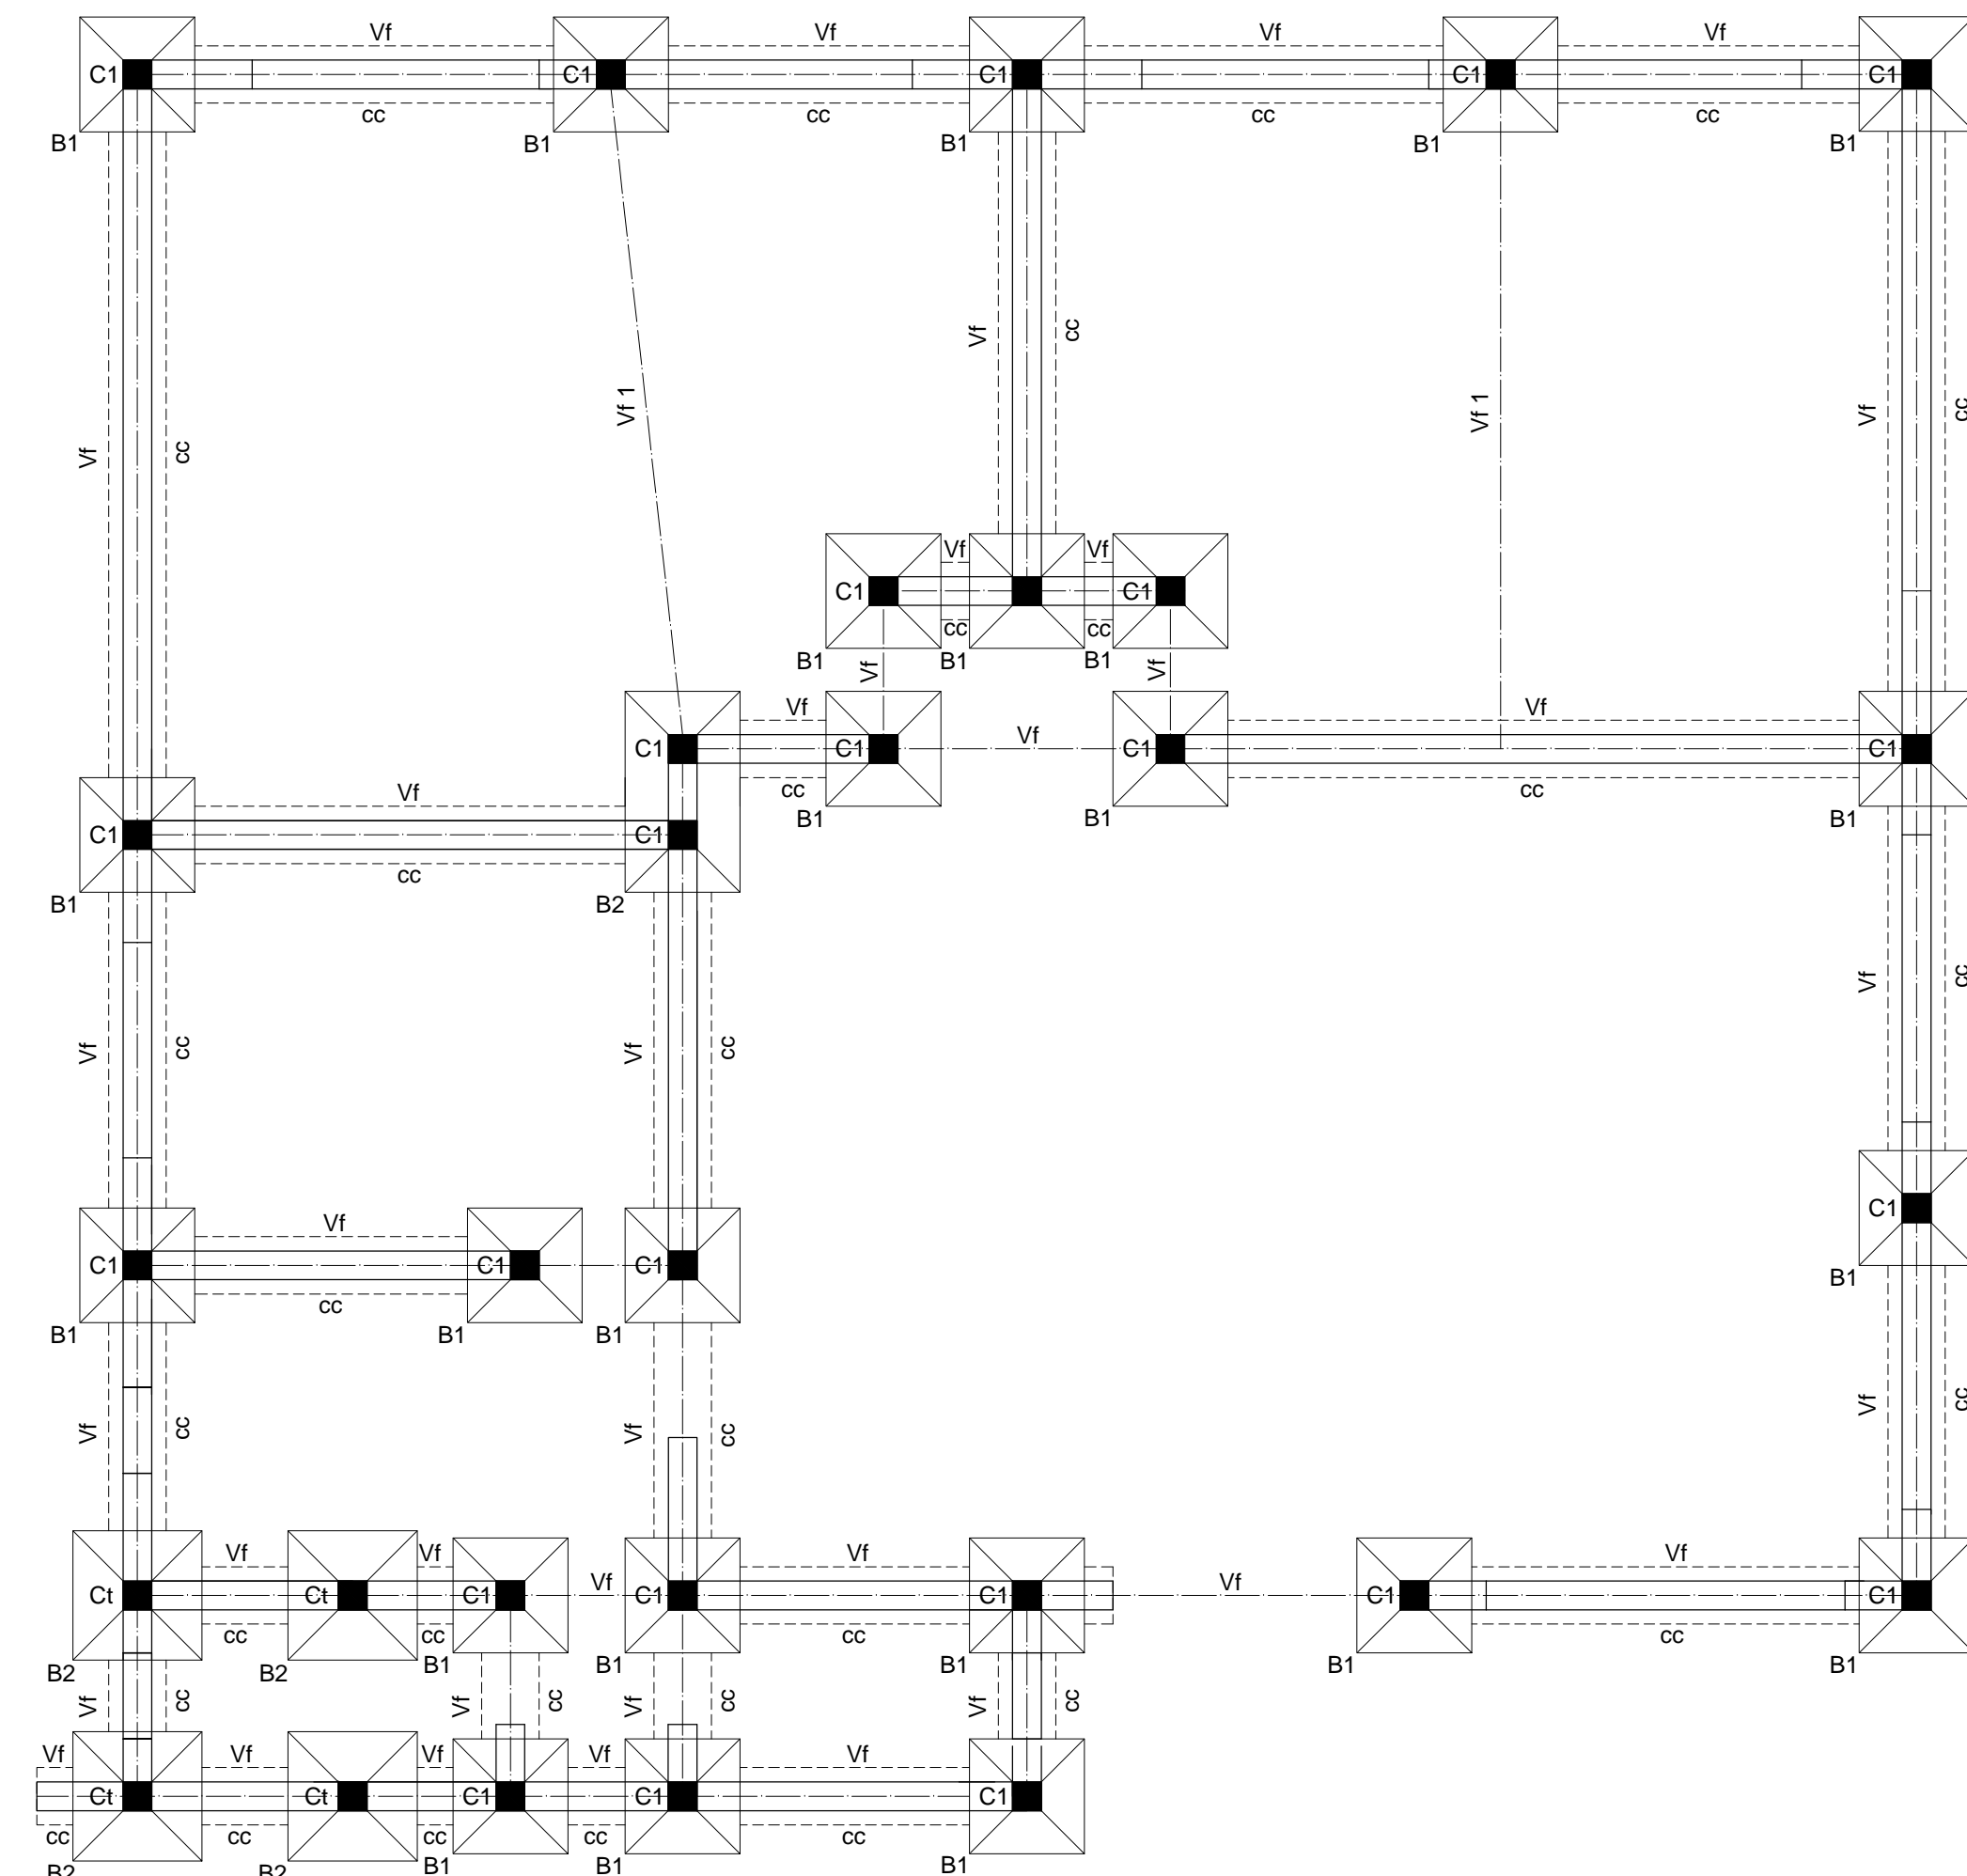 Vf Vf Vf Vf
C1 C1 C1 C1 C1
cc cc cc cc
B1 B1 B1 B1 B1
Vf cc
Vf 1 Vf 1 Vf cc
Vf cc
Vf Vf
C1 C1
cc cc
B1 B1 B1
Vf Vf
Vf Vf Vf
C1 C1 C1 C1
Vf cc cc
B1 B1 B1
C1 C1
cc
B1 B2
Vf cc
Vf cc Vf cc
C1
Vf
C1 C1 C1
B1
cc
B1 B1 B1
Vf cc
Vf cc Vf cc
Vf Vf Vf Vf
Vf Vf
Ct Ct C1 C1 C1 C1 C1
cc cc cc cc
B2 B2 B1 B1 B1 B1 B1
Vf cc Vf cc Vf cc Vf cc
Vf Vf Vf Vf Vf
Ct Ct C1 C1 C1
cc cc cc cc cc
B2 B2 B1 B1 B1